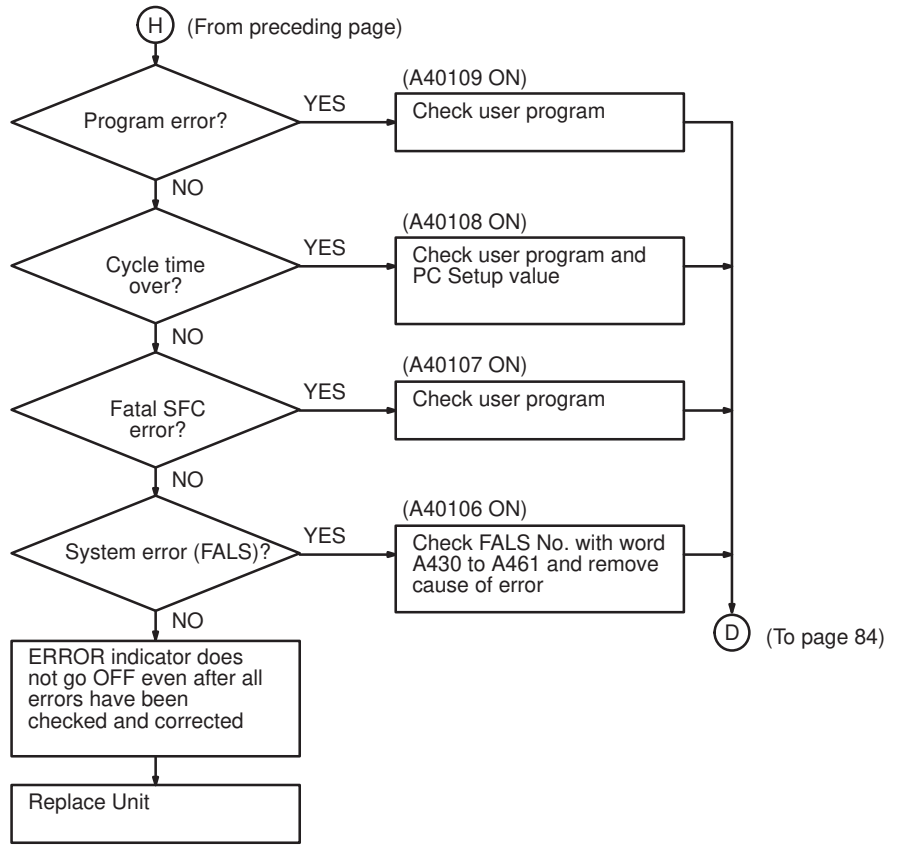 H (From preceding page)
(A40109 ON)
Program error?
YES
Check user program
NO
(A40108 ON)
Cycle time
over?
YES
Check user program and
PC Setup value
NO
(A40107 ON)
Fatal SFC
error?
YES
Check user program
NO
(A40106 ON)
System error (FALS)?
YES
Check FALS No. with word
A430 to A461 and remove
cause of error
NO
D (To page 84)
ERROR indicator does
not go OFF even after all
errors have been
checked and corrected
Replace Unit